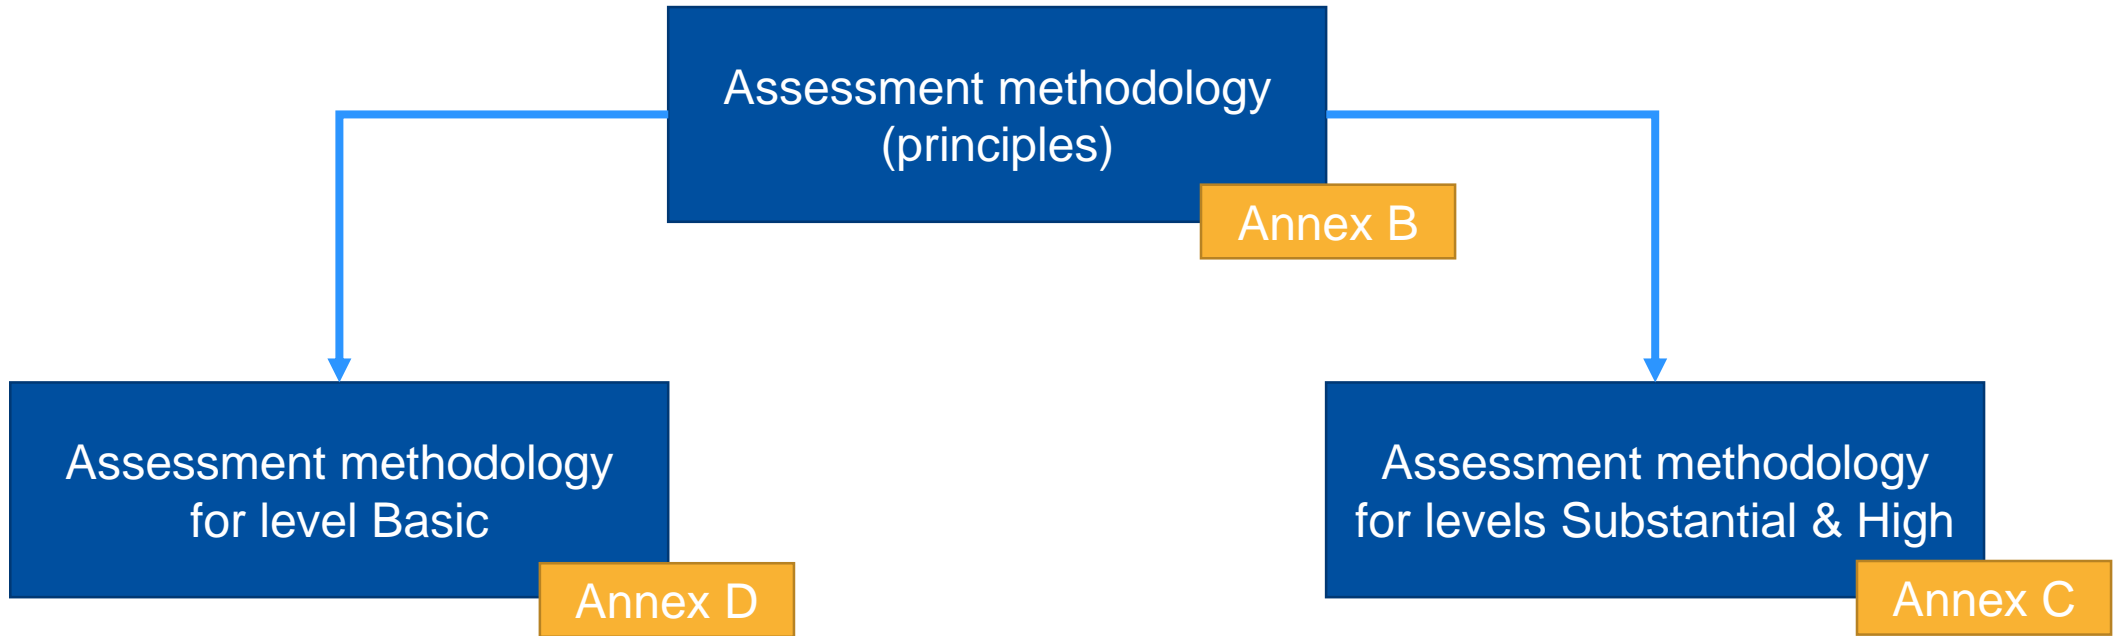 Assessment methodology
(principles)
Annex B
Assessment methodology
for level Basic
Annex D
Assessment methodology
for levels Substantial & High
Annex C